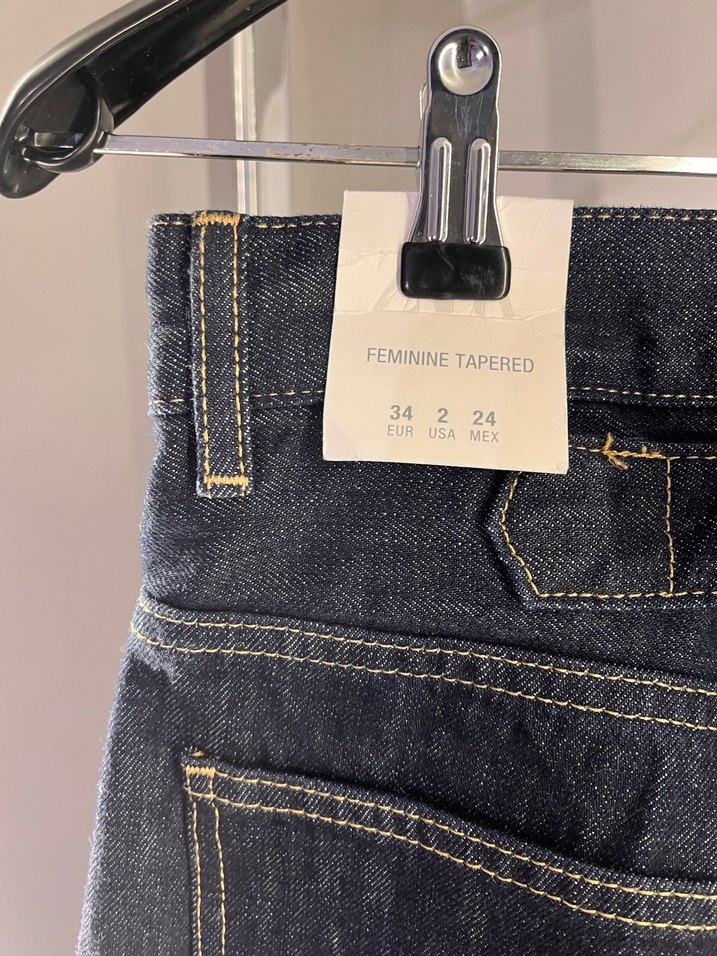 FEMININE TAPERED
34 2 24
EUR USA MEX